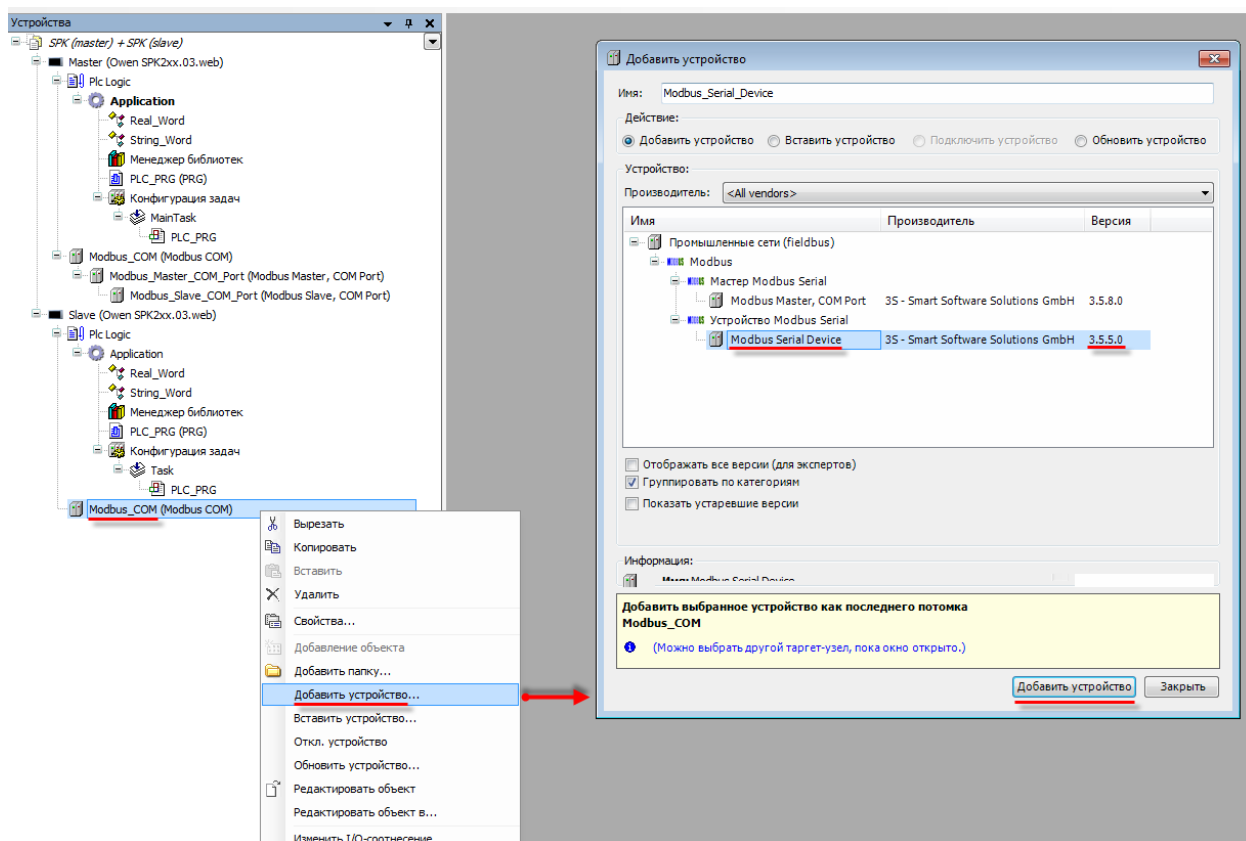 Устройства
SPK (master) + SPK (slave)
Master (Owen SPK2xx.03.web)
Plc Logic
Application
Real_Word
String_Word
Менеджер библиотек
PLC_PRG (PRG)
Конфигурация задач
MainTask
PLC_PRG
Modbus_COM (Modbus COM)
Modbus_Master_COM_Port (Modbus Master, COM Port)
Modbus_Slave_COM_Port (Modbus Slave, COM Port)
Slave (Owen SPK2xx.03.web)
Plc Logic
Application
Real_Word
String_Word
Менеджер библиотек
PLC_PRG (PRG)
Конфигурация задач
Task
PLC_PRG
Modbus_COM (Modbus COM)
Вырезать
Копировать
Вставить
Удалить
Свойства...
Добавление объекта
Добавить папку...
Добавить устройство...
Вставить устройство...
Откл. устройство
Обновить устройство...
Редактировать объект
Редактировать объект в...
Изменить I/O-соотнесение
Добавить устройство
Имя: Modbus_Serial_Device
Действие:
Добавить устройство Вставить устройство Подключить устройство Обновить устройство
Устройство:
Производитель: <All vendors>
Имя Производитель Версия
Промышленные сети (fieldbus)
Modbus
Мастер Modbus Serial
Modbus Master, COM Port 3S - Smart Software Solutions GmbH 3.5.8.0
Устройство Modbus Serial
Modbus Serial Device 3S - Smart Software Solutions GmbH 3.5.5.0
Отображать все версии (для экспертов)
Группировать по категориям
Показать устаревшие версии
Информация:
Имя: Modbus Serial Device
Добавить выбранное устройство как последнего потомка
Modbus_COM
(Можно выбрать другой таргет-узел, пока окно открыто.)
Добавить устройство Закрыть